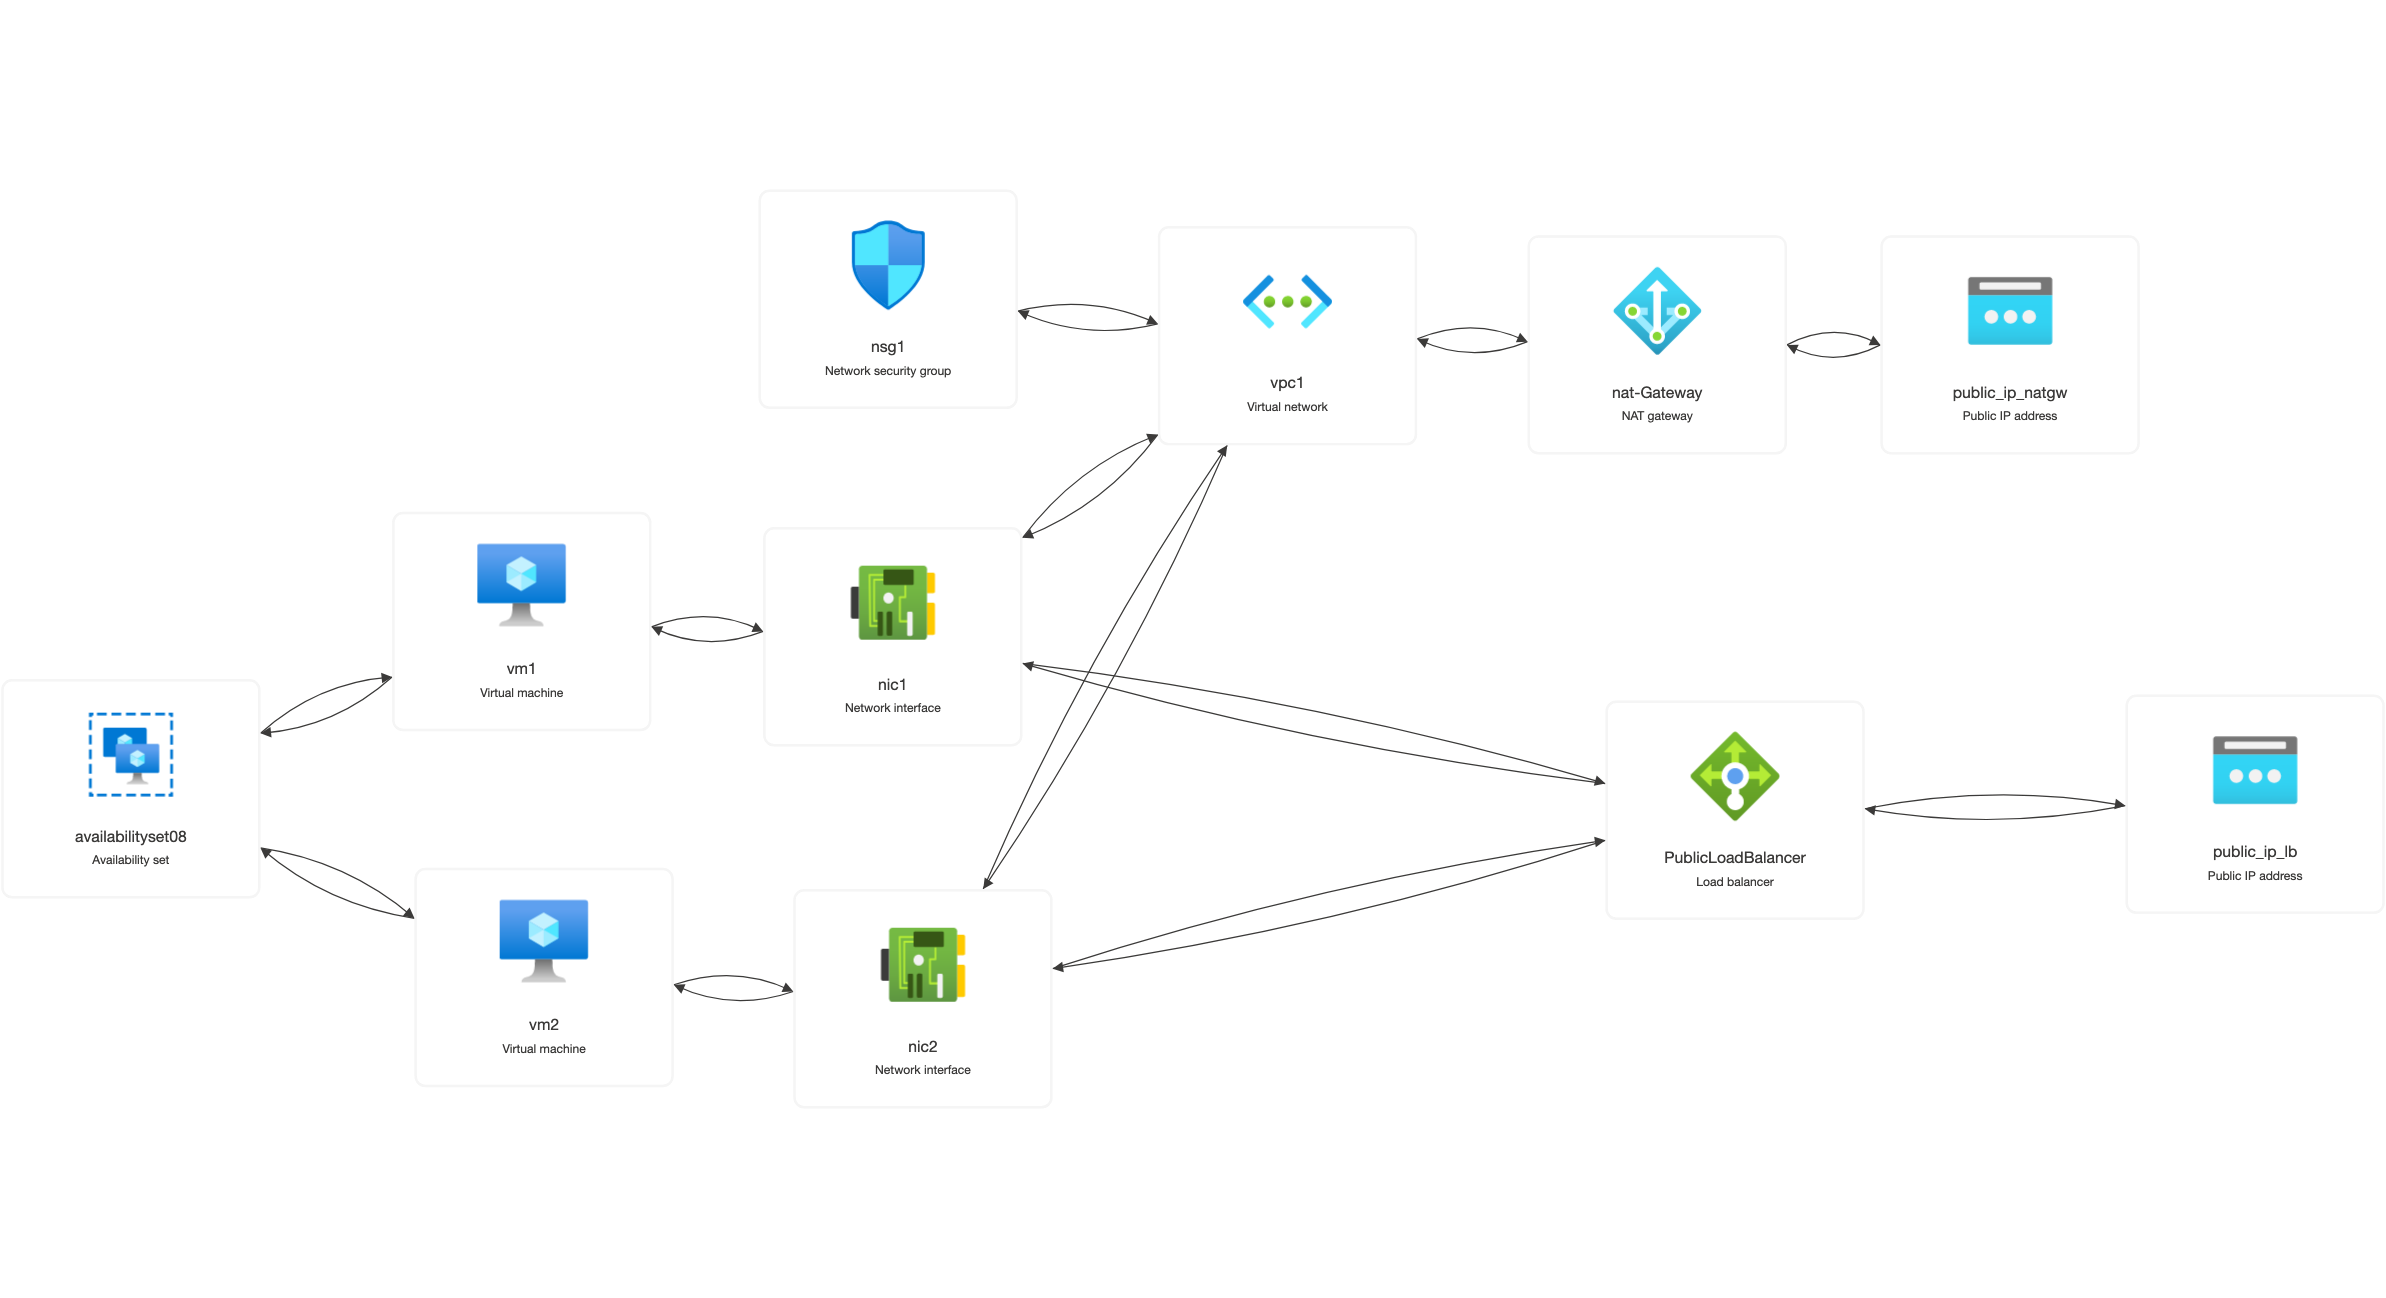 nsg1
Network security group
vpc1
Virtual network
nat-Gateway
NAT gateway
public_ip_natgw
Public IP address
vm1
Virtual machine
nic1
Network interface
availabilityset08
Availability set
PublicLoadBalancer
Load balancer
public_ip_lb
Public IP address
vm2
Virtual machine
nic2
Network interface